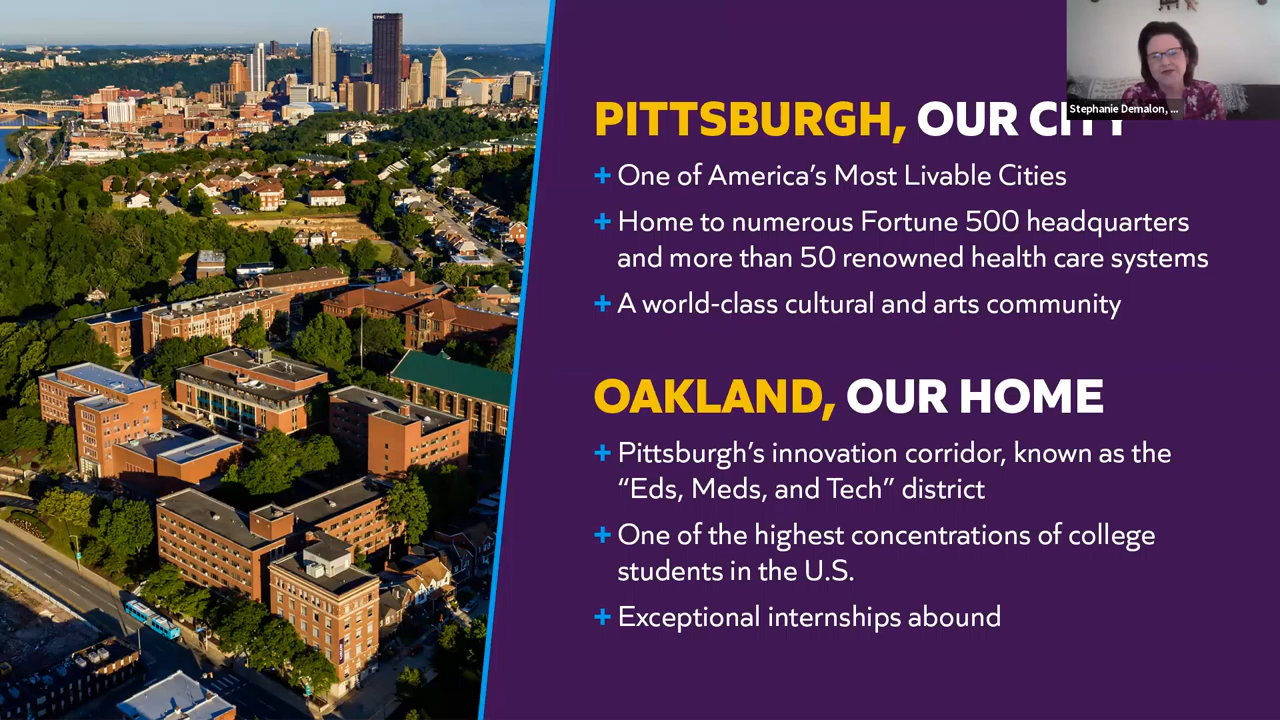 UPMC
Stephanie Demalon, ...
PITTSBURGH, OUR CITY
+ One of America's Most Livable Cities
+ Home to numerous Fortune 500 headquarters
and more than 50 renowned health care systems
+ A world-class cultural and arts community
OAKLAND, OUR HOME
+ Pittsburgh's innovation corridor, known as the
“Eds, Meds, and Tech” district
+ One of the highest concentrations of college
students in the U.S.
+ Exceptional internships abound